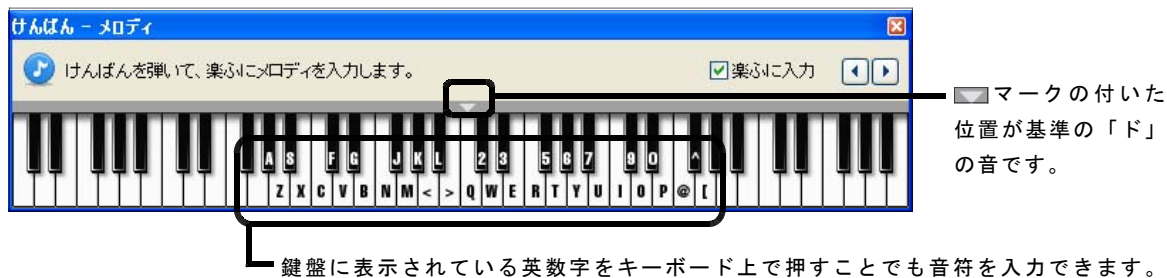 けんばん - メロディ
けんばんを弾いて、楽ふにメロディを入力します。
楽ふに入力
マークの付いた
位置が基準の「ド」
の音です。
A S F G J K L 2 3 5 6 7 9 0 ^
Z X C V B N M < > Q W E R T Y U I O P @ [
鍵盤に表示されている英数字をキーボード上で押すことでも音符を入力できます。